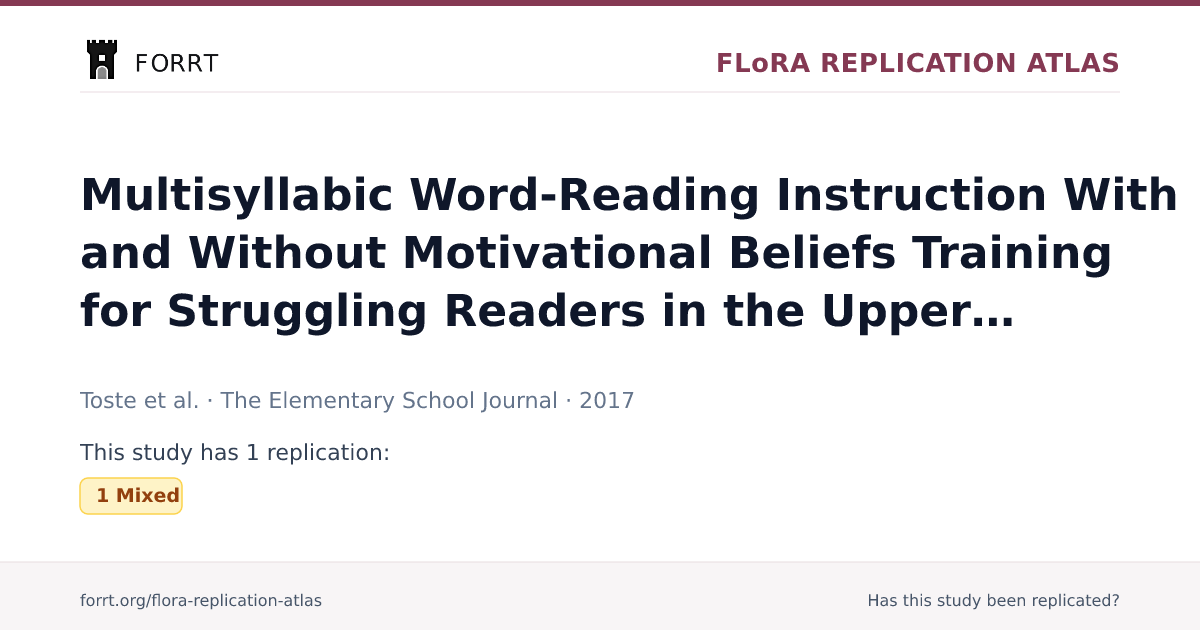 FORRT
FLoRA REPLICATION ATLAS
Multisyllabic Word-Reading Instruction With
and Without Motivational Beliefs Training
for Struggling Readers in the Upper…
Toste et al. · The Elementary School Journal · 2017
This study has 1 replication:
1 Mixed
forrt.org/flora-replication-atlas
Has this study been replicated?